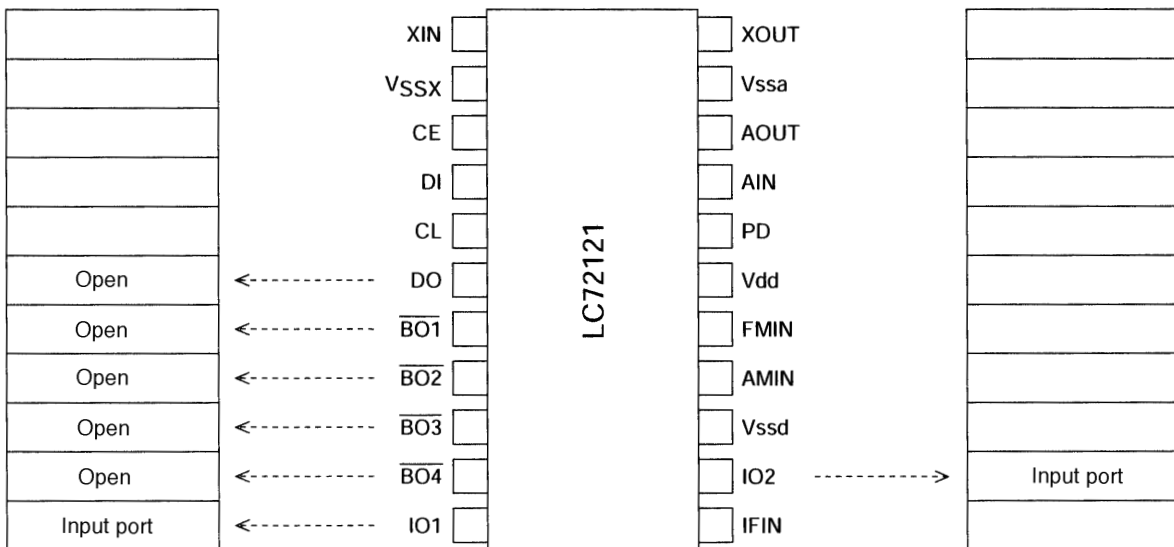 XIN XOUT
VSSX Vssa
CE AOUT
DI AIN
CL PD
Open DO Vdd
Open BO1 FMIN
Open BO2 AMIN
Open BO3 Vssd
Open BO4 IO2 Input port
Input port IO1 IFIN
LC72121